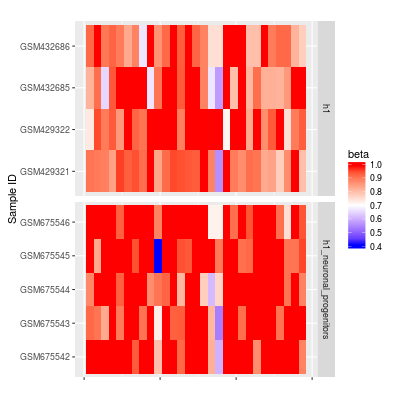 GSM432686
GSM432685
GSM429322
GSM429321
h1
GSM675546
GSM675545
GSM675544
GSM675543
GSM675542
h1_neuronal_progenitors
Sample ID
beta
1.0
0.9
0.8
0.7
0.6
0.5
0.4